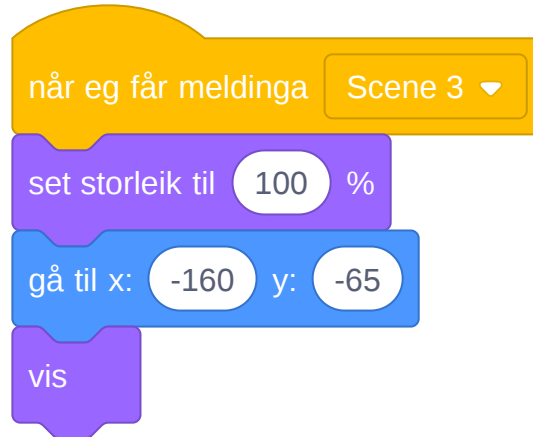 når eg får meldinga Scene 3
set storleik til 100 %
gå til x: -160 y: -65
vis